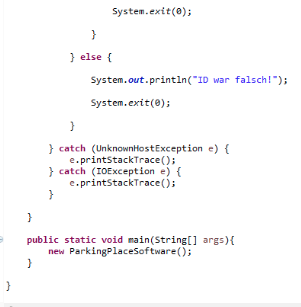 System.exit(0);
}
} else {
System.out.println("ID war falsch!");
System.exit(0);
}
} catch (UnknownHostException e) {
e.printStackTrace();
} catch (IOException e) {
e.printStackTrace();
}
}
public static void main(String[] args){
new ParkingPlaceSoftware();
}
}